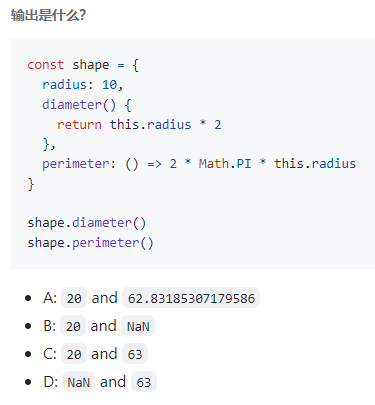 输出是什么?
const shape = {
  radius: 10,
  diameter() {
    return this.radius * 2
  },
  perimeter: () => 2 * Math.PI * this.radius
}
shape.diameter()
shape.perimeter()
• A: 20 and 62.83185307179586
• B: 20 and NaN
• C: 20 and 63
• D: NaN and 63